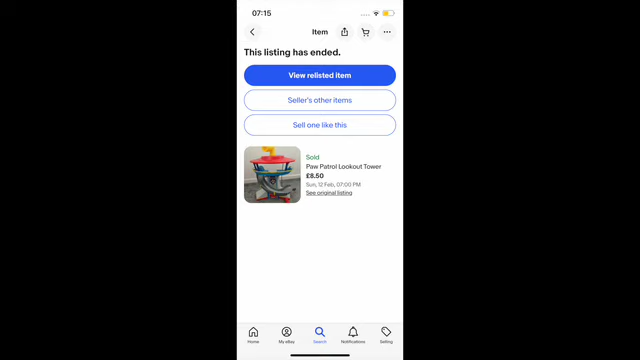 07:15
Item
This listing has ended.
View relisted item
Seller's other items
Sell one like this
Sold
Paw Patrol Lookout Tower
£8.50
Sun, 12 Feb, 07:00 PM
See original listing
Home
My eBay
Search
Notifications
Selling